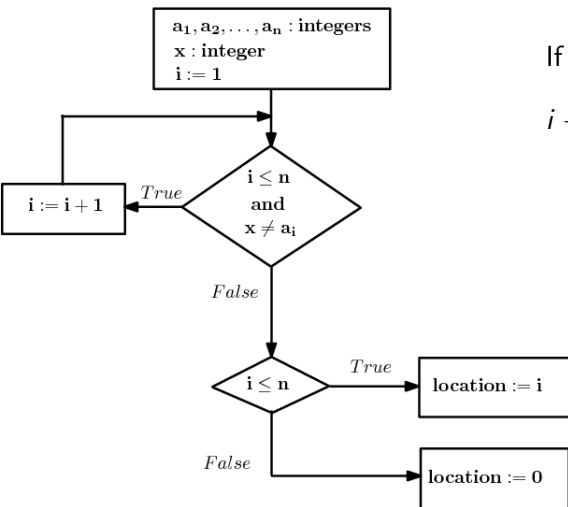 a₁, a₂, ..., aₙ : integers
x : integer
i := 1
If
i -
i ≤ n
and
x ≠ aᵢ
True
i := i + 1
False
i ≤ n
True
location := i
False
location := 0